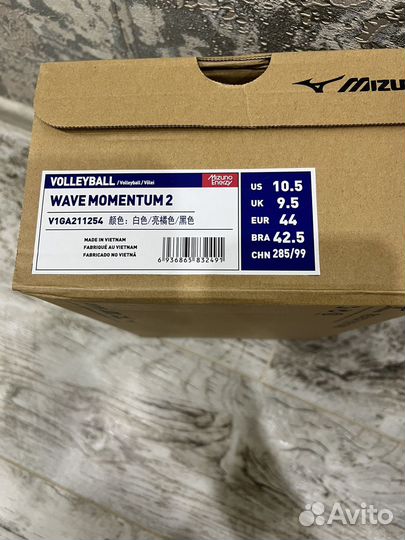 MIZUNO
VOLLEYBALL /Volleyball / Vôlei
Mizuno Enerzy
WAVE MOMENTUM 2
V1GA211254 颜色：白色/亮橘色/黑色
MADE IN VIETNAM
FABRIQUÉ AU VIETNAM
FABRICADO NO VIETNÃ
6 936865 832491
US 10.5
UK 9.5
EUR 44
BRA 42.5
CHN 285/99
Avito